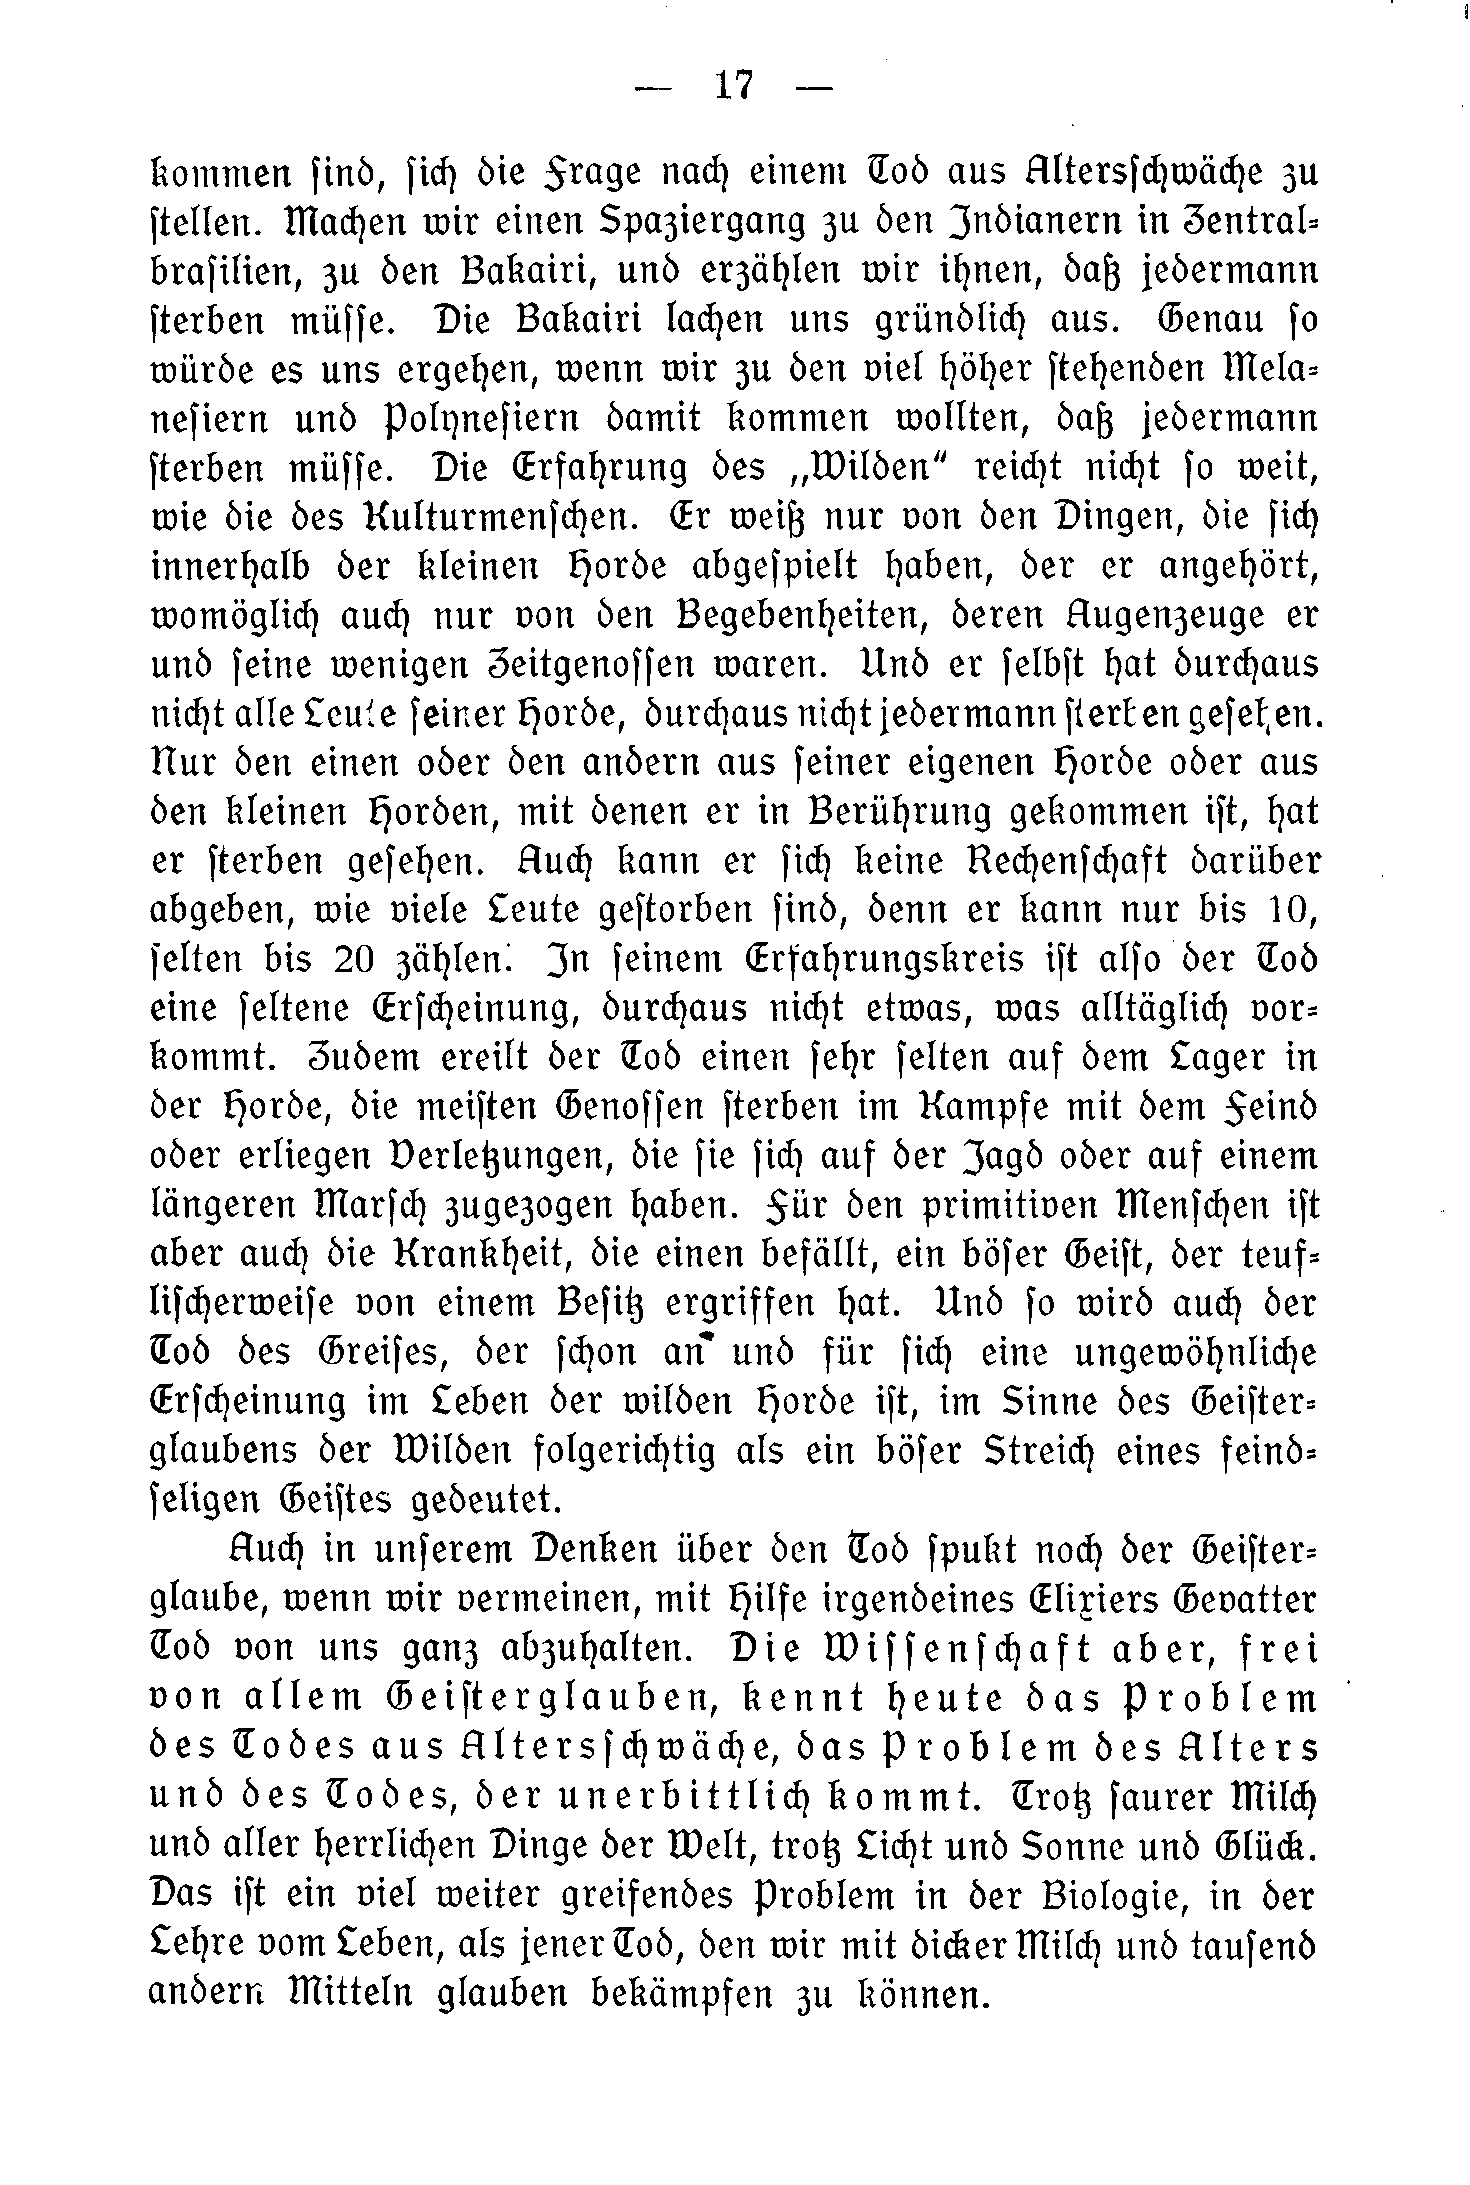 — 17 —
kommen ſind, ſich die Frage nach einem Tod aus Altersſchwäche zu
ſtellen. Machen wir einen Spaziergang zu den Indianern in Zentral-
braſilien, zu den Bakairi, und erzählen wir ihnen, daß jedermann
ſterben müſſe. Die Bakairi lachen uns gründlich aus. Genau ſo
würde es uns ergehen, wenn wir zu den viel höher ſtehenden Mela-
neſiern und Polyneſiern damit kommen wollten, daß jedermann
ſterben müſſe. Die Erfahrung des „Wilden“ reicht nicht ſo weit,
wie die des Kulturmenſchen. Er weiß nur von den Dingen, die ſich
innerhalb der kleinen Horde abgeſpielt haben, der er angehört,
womöglich auch nur von den Begebenheiten, deren Augenzeuge er
und ſeine wenigen Zeitgenoſſen waren. Und er ſelbſt hat durchaus
nicht alle Leute ſeiner Horde, durchaus nicht jedermann ſterben geſehen.
Nur den einen oder den andern aus ſeiner eigenen Horde oder aus
den kleinen Horden, mit denen er in Berührung gekommen iſt, hat
er ſterben geſehen. Auch kann er ſich keine Rechenſchaft darüber
abgeben, wie viele Leute geſtorben ſind, denn er kann nur bis 10,
ſelten bis 20 zählen. In ſeinem Erfahrungskreis iſt alſo der Tod
eine ſeltene Erſcheinung, durchaus nicht etwas, was alltäglich vor-
kommt. Zudem ereilt der Tod einen ſehr ſelten auf dem Lager in
der Horde, die meiſten Genoſſen ſterben im Kampfe mit dem Feind
oder erliegen Verletzungen, die ſie ſich auf der Jagd oder auf einem
längeren Marſch zugezogen haben. Für den primitiven Menſchen iſt
aber auch die Krankheit, die einen befällt, ein böſer Geiſt, der teuf-
liſcherweiſe von einem Beſitz ergriffen hat. Und ſo wird auch der
Tod des Greiſes, der ſchon an und für ſich eine ungewöhnliche
Erſcheinung im Leben der wilden Horde iſt, im Sinne des Geiſter-
glaubens der Wilden folgerichtig als ein böſer Streich eines feind-
ſeligen Geiſtes gedeutet.
Auch in unſerem Denken über den Tod ſpukt noch der Geiſter-
glaube, wenn wir vermeinen, mit Hilfe irgendeines Elixiers Gevatter
Tod von uns ganz abzuhalten. Die Wiſſenſchaft aber, frei
von allem Geiſterglauben, kennt heute das Problem
des Todes aus Altersſchwäche, das Problem des Alters
und des Todes, der unerbittlich kommt. Trotz ſaurer Milch
und aller herrlichen Dinge der Welt, trotz Licht und Sonne und Glück.
Das iſt ein viel weiter greifendes Problem in der Biologie, in der
Lehre vom Leben, als jener Tod, den wir mit dicker Milch und tauſend
andern Mitteln glauben bekämpfen zu können.